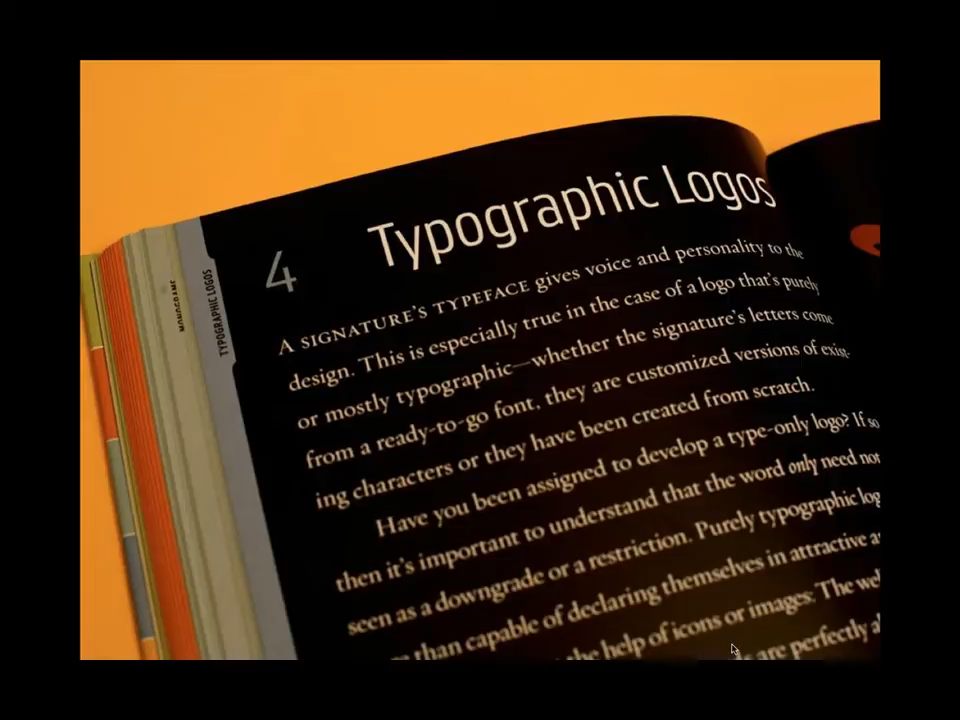 4
Typographic Logos
MONOGRAMS
TYPOGRAPHIC LOGOS
A SIGNATURE'S TYPEFACE gives voice and personality to the
design. This is especially true in the case of a logo that's purely
or mostly typographic—whether the signature's letters come
from a ready-to-go font, they are customized versions of exist-
ing characters or they have been created from scratch.
Have you been assigned to develop a type-only logo? If so
then it's important to understand that the word only need not
seen as a downgrade or a restriction. Purely typographic
than capable of declaring themselves in attractive
the help of icons or images. The
are perfectly